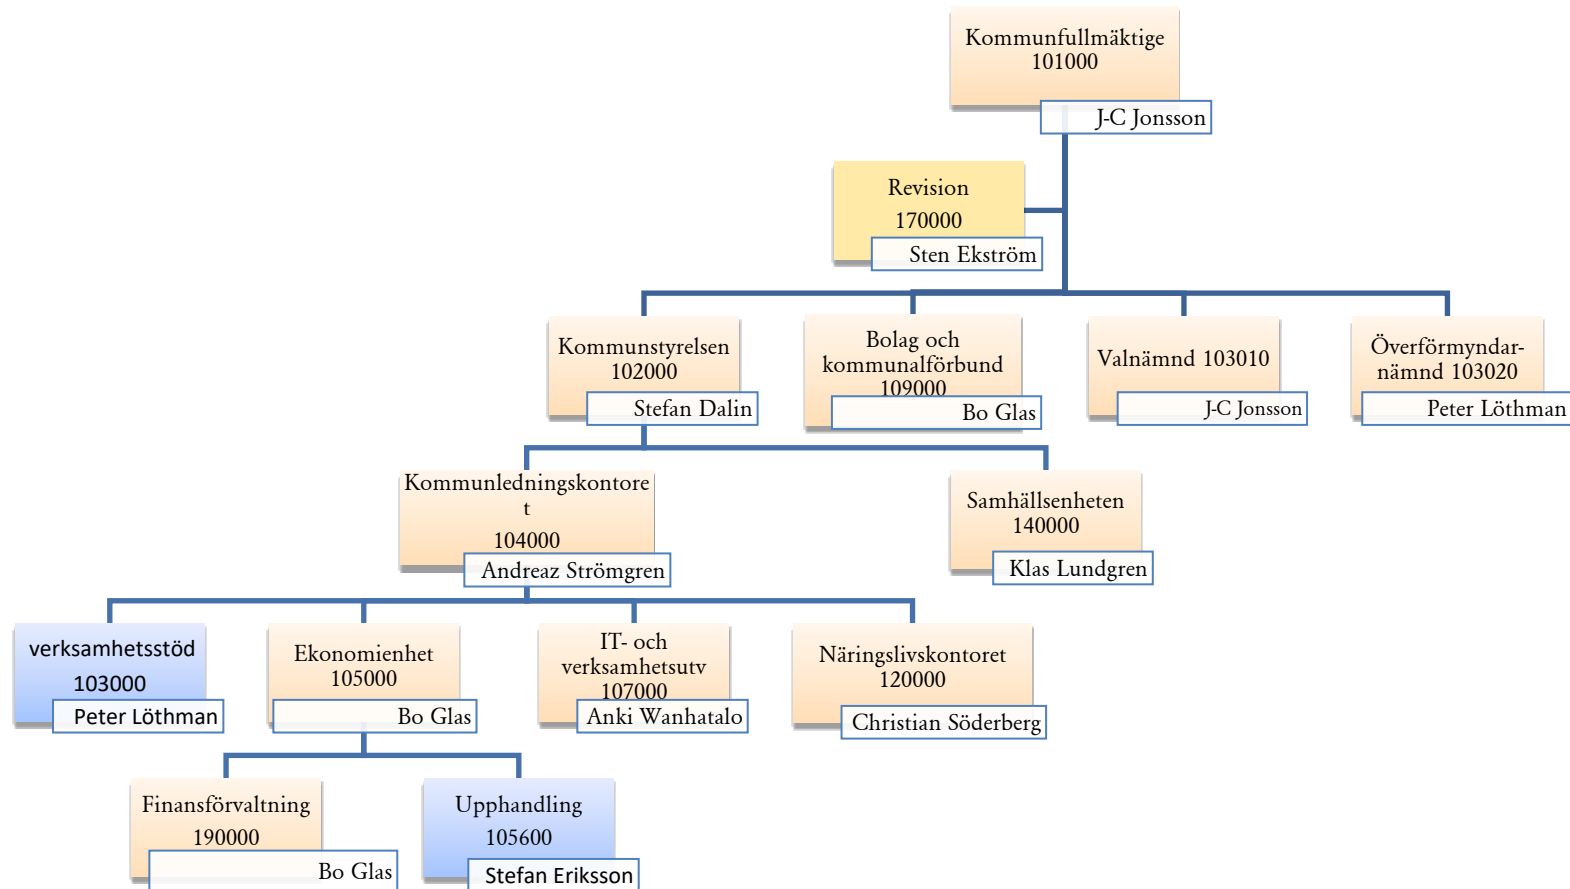 Kommunfullmäktige
101000
J-C Jonsson
Revision
170000
Sten Ekström
Kommunstyrelsen
102000
Stefan Dalin
Bolag och
kommunalförbund
109000
Bo Glas
Valnämnd 103010
J-C Jonsson
Överförmyndar-
nämnd 103020
Peter Löthman
Kommunledningskontore
t
104000
Andreaz Strömgren
Samhällsenheten
140000
Klas Lundgren
verksamhetsstöd
103000
Peter Löthman
Ekonomienhet
105000
Bo Glas
IT- och
verksamhetsutv
107000
Anki Wanhatalo
Näringslivskontoret
120000
Christian Söderberg
Finansförvaltning
190000
Bo Glas
Upphandling
105600
Stefan Eriksson